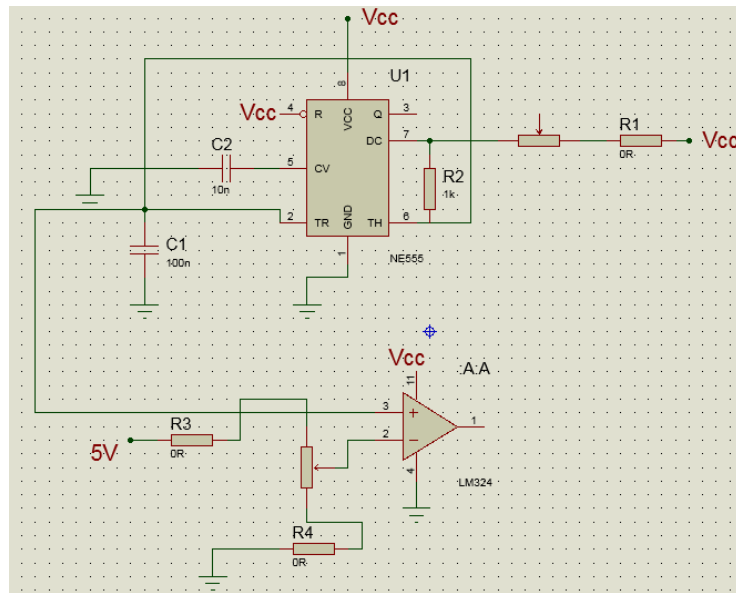 Vcc
U1
8
Vcc
4
R
VCC
Q
3
DC
7
R1
0R
Vcc
C2
10n
5
CV
R2
1k
2
TR
GND
TH
6
C1
100n
1
NE555
Vcc
:A:A
11
3
R3
5V
0R
2
1
4
LM324
R4
0R